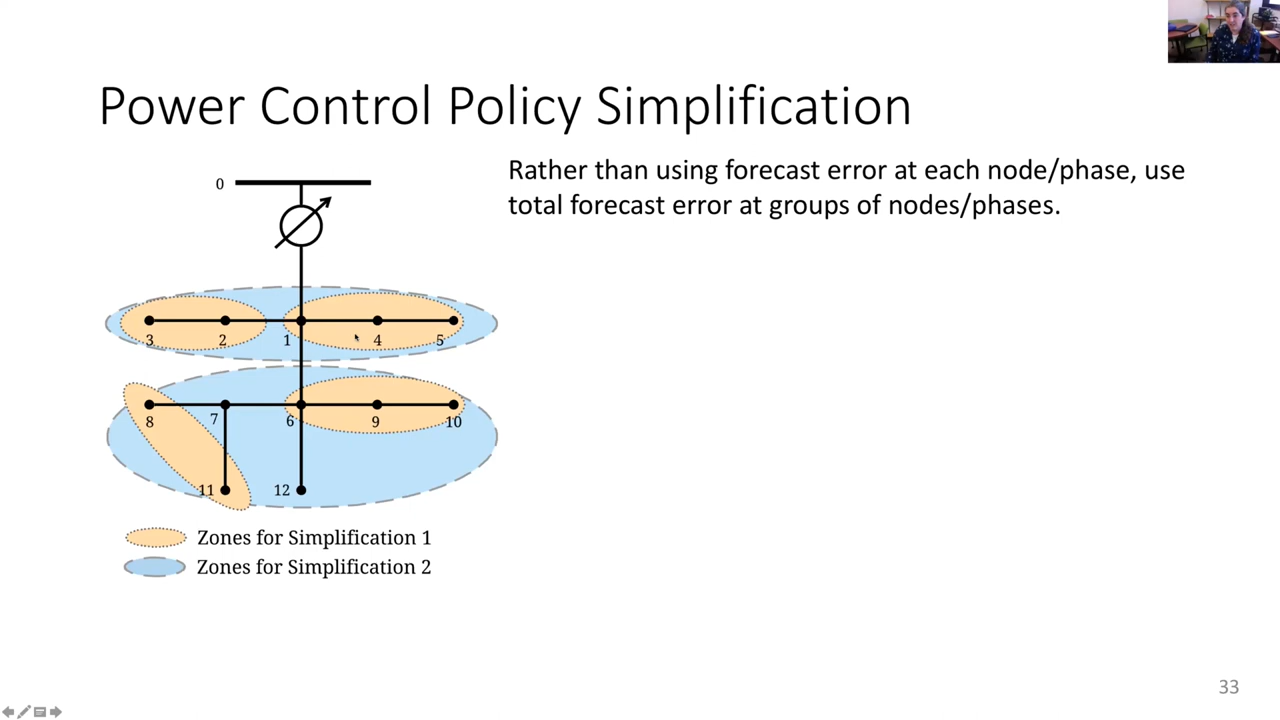 Power Control Policy Simplification
Rather than using forecast error at each node/phase, use
total forecast error at groups of nodes/phases.
0
3 2 1 4 5
8 7 6 9 10
11 12
Zones for Simplification 1
Zones for Simplification 2
33